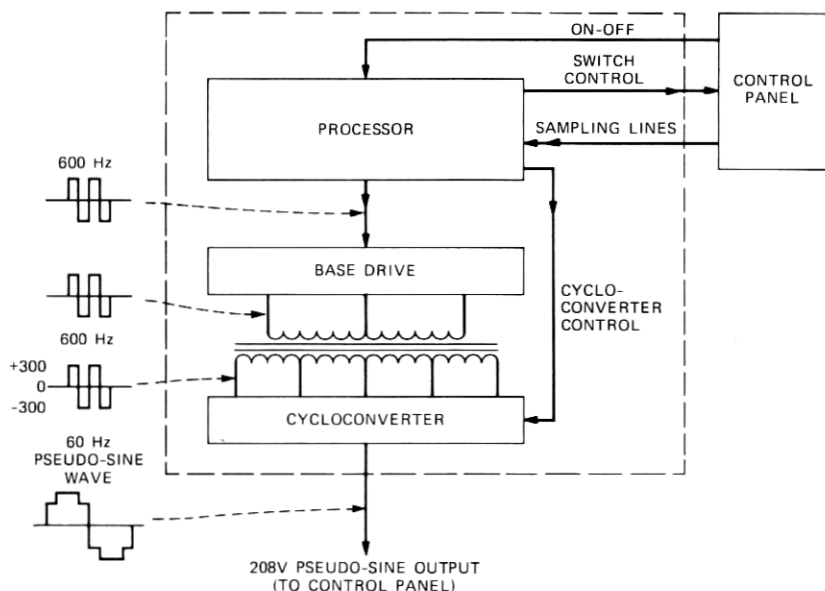 ON-OFF
SWITCH
CONTROL
CONTROL
PANEL
PROCESSOR
SAMPLING LINES
600 Hz
BASE DRIVE
CYCLO-
CONVERTER
CONTROL
600 Hz
+300
0
-300
CYCLOCONVERTER
60 Hz
PSEUDO-SINE
WAVE
208V PSEUDO-SINE OUTPUT
(TO CONTROL PANEL)